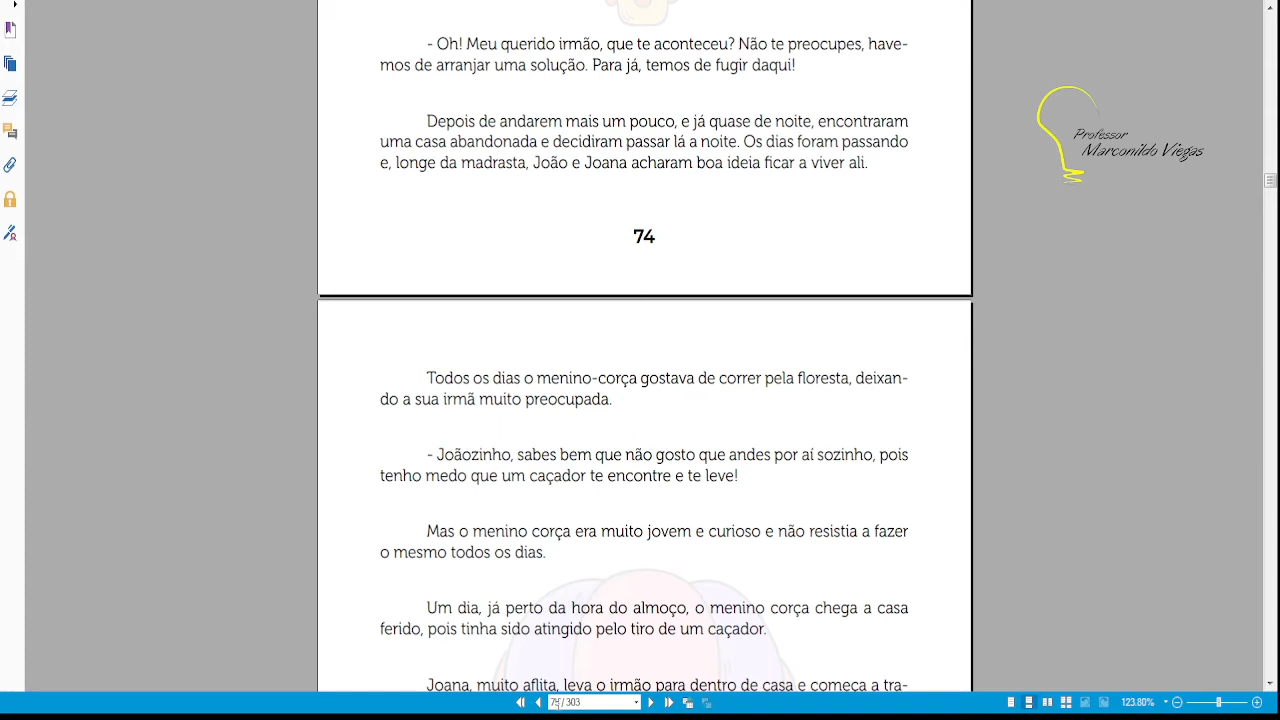 - Oh! Meu querido irmão, que te aconteceu? Não te preocupes, have-
mos de arranjar uma solução. Para já, temos de fugir daqui!
Depois de andarem mais um pouco, e já quase de noite, encontraram
uma casa abandonada e decidiram passar lá a noite. Os dias foram passando
e, longe da madrasta, João e Joana acharam boa ideia ficar a viver ali.
74
Professor
Marconildo Viegas
Todos os dias o menino-corça gostava de correr pela floresta, deixan-
do a sua irmã muito preocupada.
- Joãozinho, sabes bem que não gosto que andes por aí sozinho, pois
tenho medo que um caçador te encontre e te leve!
Mas o menino corça era muito jovem e curioso e não resistia a fazer
o mesmo todos os dias.
Um dia, já perto da hora do almoço, o menino corça chega a casa
ferido, pois tinha sido atingido pelo tiro de um caçador.
Joana, muito aflita, leva o irmão para dentro de casa e começa a tra-
75 / 303
123.80%